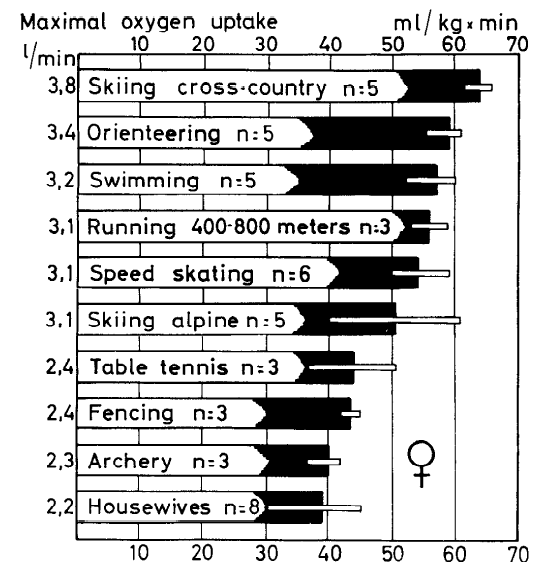 Maximal oxygen uptake ml/kg×min
l/min 10 20 30 40 50 60 70
3,8 Skiing cross-country n=5
3,4 Orienteering n=5
3,2 Swimming n=5
3,1 Running 400-800 meters n=3
3,1 Speed skating n=6
3,1 Skiing alpine n=5
2,4 Table tennis n=3
2,4 Fencing n=3
2,3 Archery n=3
♀
2,2 Housewives n=8
10 20 30 40 50 60 70